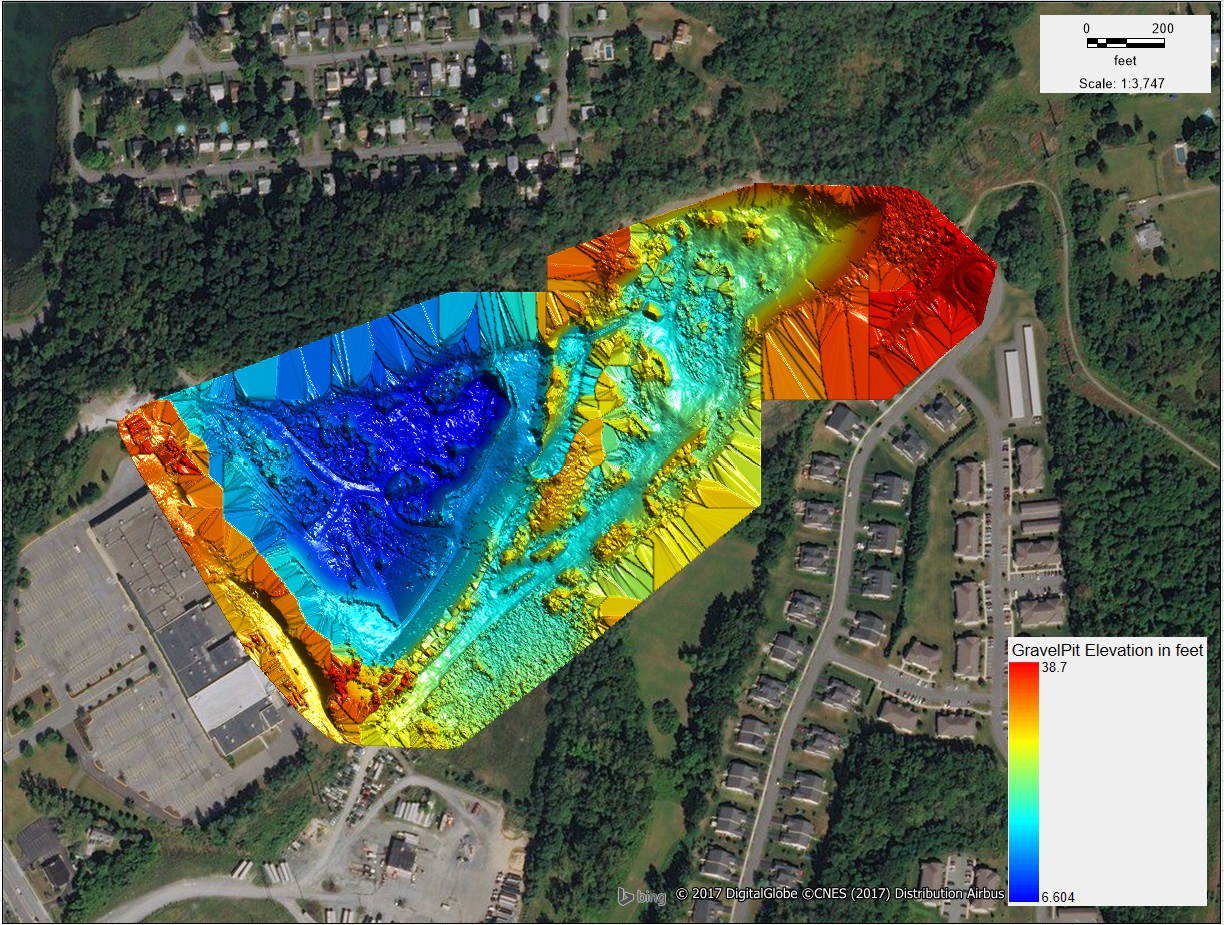 0 200
feet
Scale: 1:3,747
GravelPit Elevation in feet
38.7
6.604
bing © 2017 DigitalGlobe ©CNES (2017) Distribution Airbus